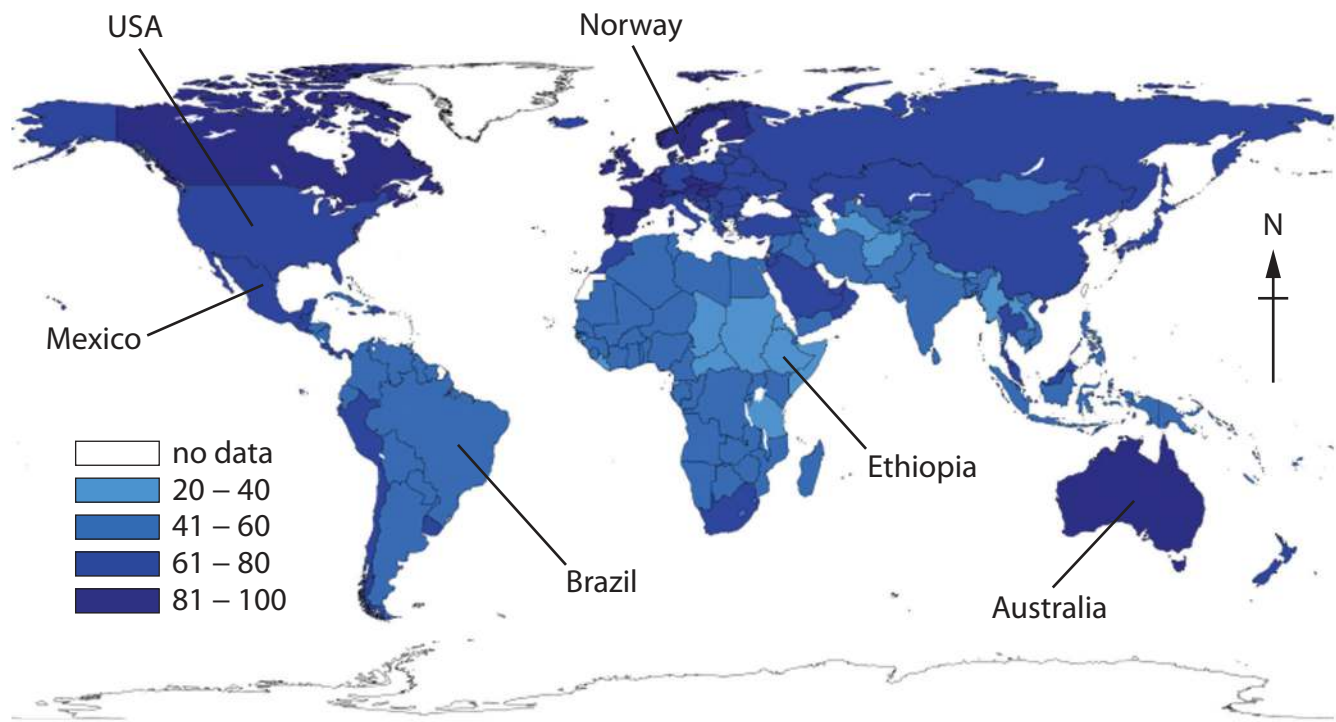 USA
Norway
N
Mexico
Ethiopia
Brazil
Australia
no data
20 – 40
41 – 60
61 – 80
81 – 100